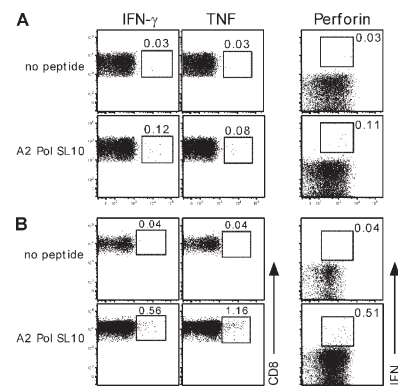 A IFN-γ TNF Perforin
no peptide 0.03 0.03 0.03
A2 Pol SL10 0.12 0.08 0.11
B
no peptide 0.04 0.04 0.04
A2 Pol SL10 0.56 1.16 0.51
CD8 IFN